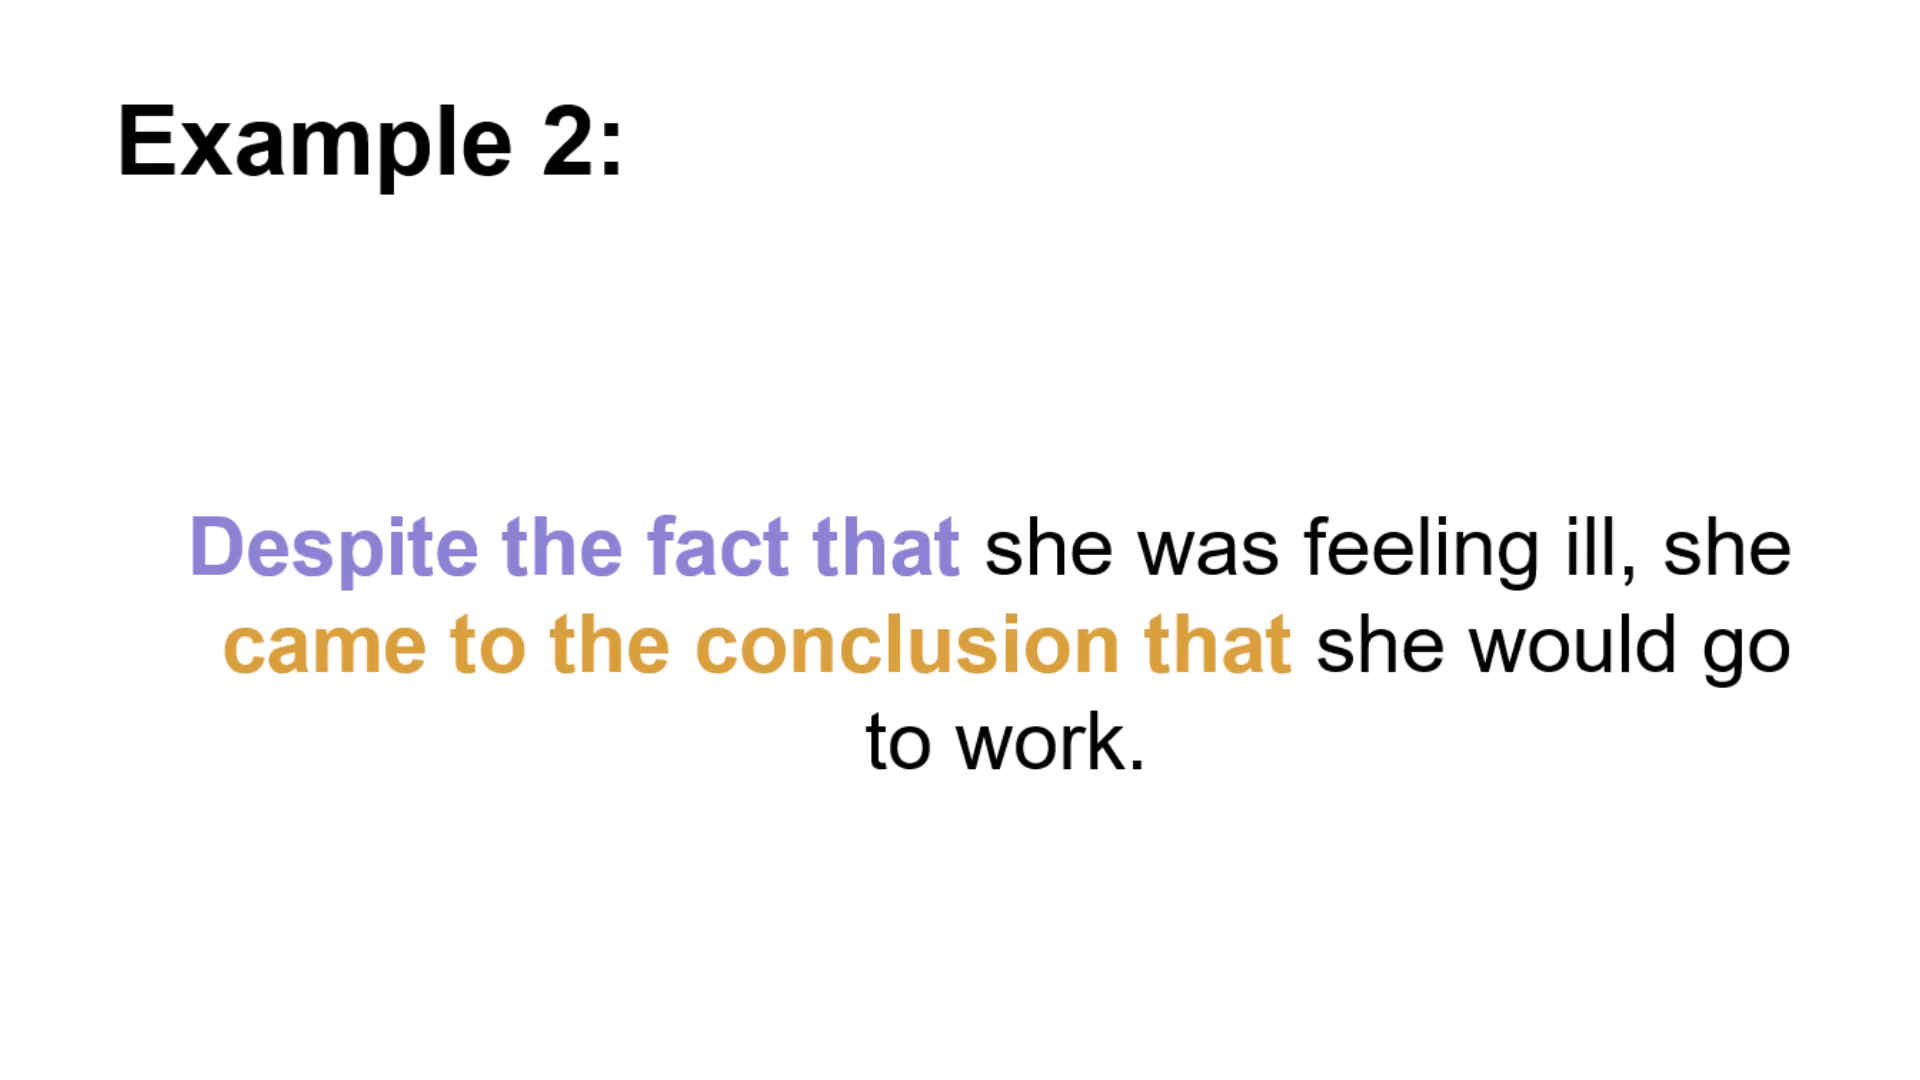 Example 2:
Despite the fact that she was feeling ill, she
came to the conclusion that she would go
to work.